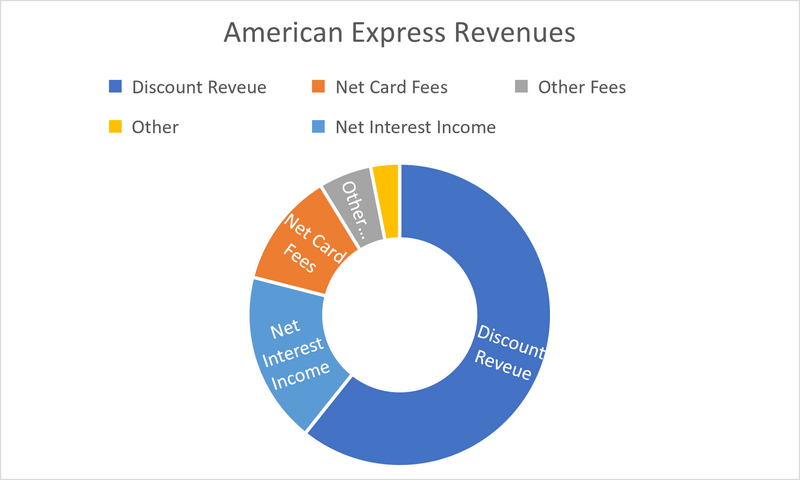 American Express Revenues
Discount Reveue
Net Card Fees
Other Fees
Other
Net Interest Income
Other ...
Net Card
Fees
Net
Interest
Income
Discount
Reveue